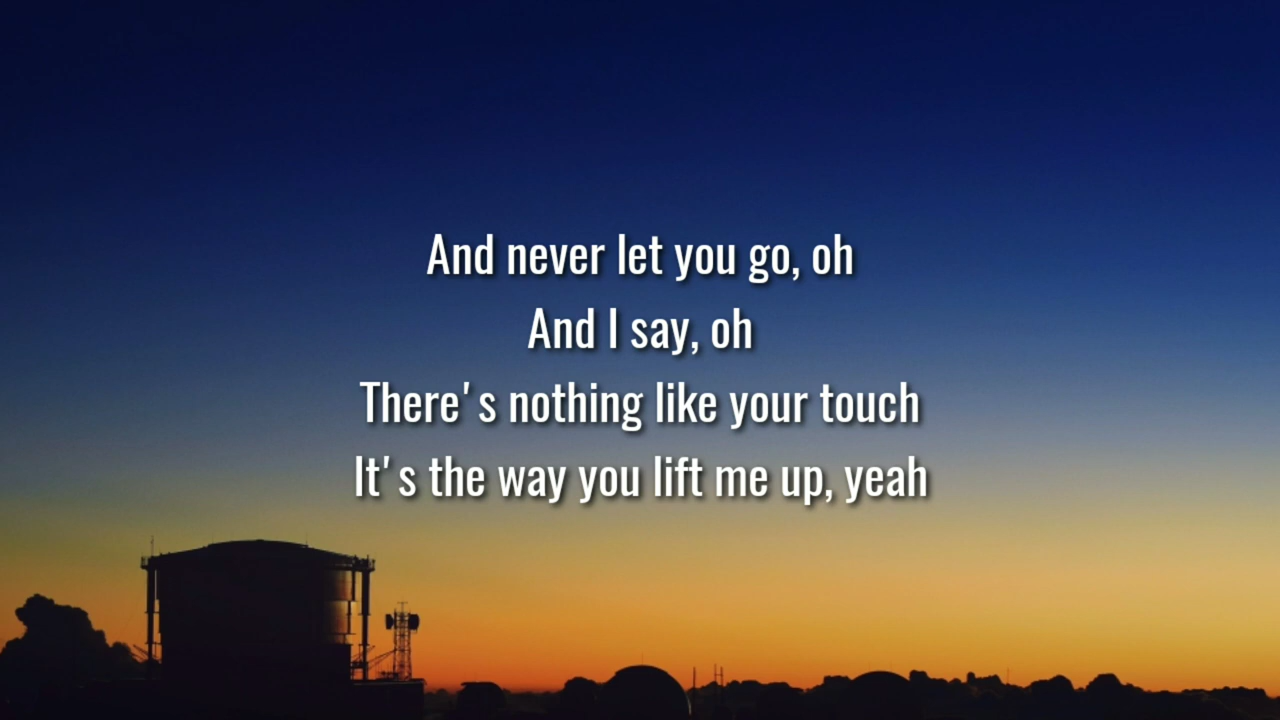 And never let you go, oh
And I say, oh
There's nothing like your touch
It's the way you lift me up, yeah